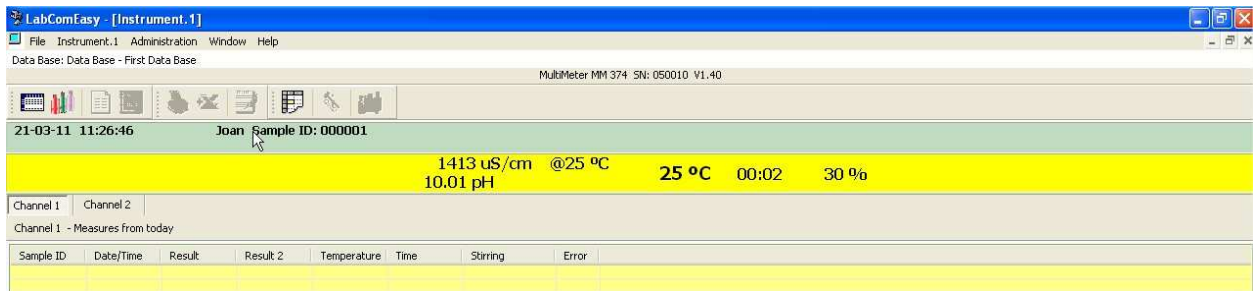 LabComEasy - [Instrument.1]
File Instrument.1 Administration Window Help
Data Base: Data Base - First Data Base
MultiMeter MM 374 SN: 050010 V1.40
21-03-11 11:26:46 Joan Sample ID: 000001
1413 uS/cm @25 ºC
10.01 pH 25 ºC 00:02 30 %
Channel 1 Channel 2
Channel 1 - Measures from today
Sample ID Date/Time Result Result 2 Temperature Time Stirring Error